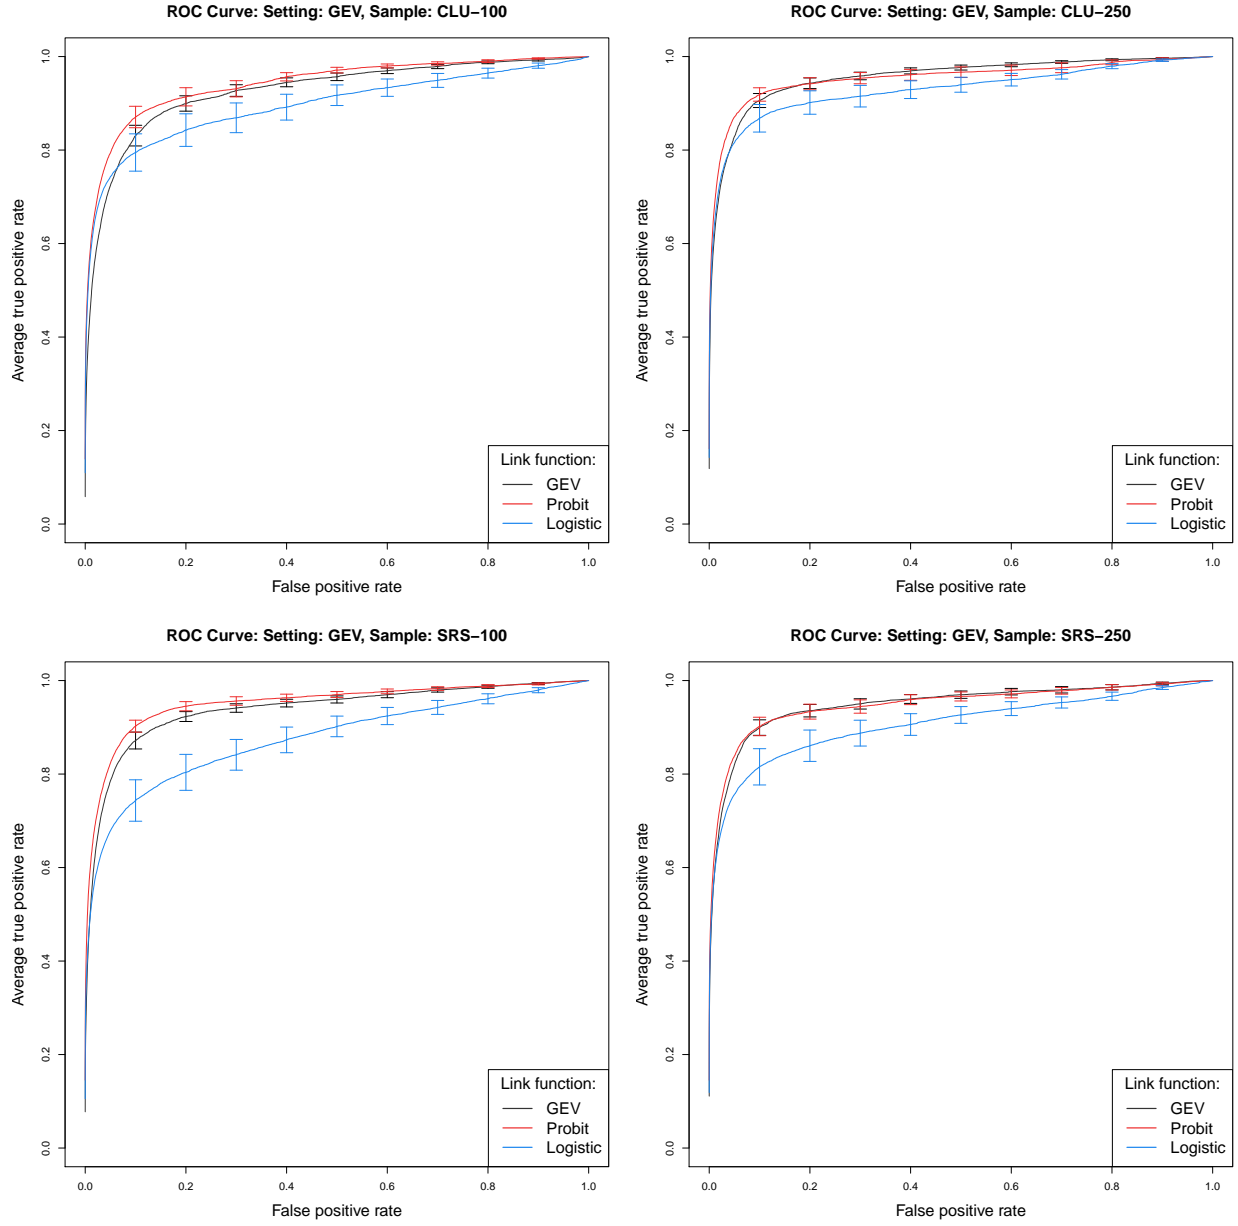 ROC Curve: Setting: GEV, Sample: CLU−100
Average true positive rate
1.0
0.8
0.6
0.4
0.2
0.0
0.0 0.2 0.4 0.6 0.8 1.0
False positive rate
Link function:
GEV
Probit
Logistic
ROC Curve: Setting: GEV, Sample: CLU−250
Average true positive rate
1.0
0.8
0.6
0.4
0.2
0.0
0.0 0.2 0.4 0.6 0.8 1.0
False positive rate
Link function:
GEV
Probit
Logistic
ROC Curve: Setting: GEV, Sample: SRS−100
Average true positive rate
1.0
0.8
0.6
0.4
0.2
0.0
0.0 0.2 0.4 0.6 0.8 1.0
False positive rate
Link function:
GEV
Probit
Logistic
ROC Curve: Setting: GEV, Sample: SRS−250
Average true positive rate
1.0
0.8
0.6
0.4
0.2
0.0
0.0 0.2 0.4 0.6 0.8 1.0
False positive rate
Link function:
GEV
Probit
Logistic